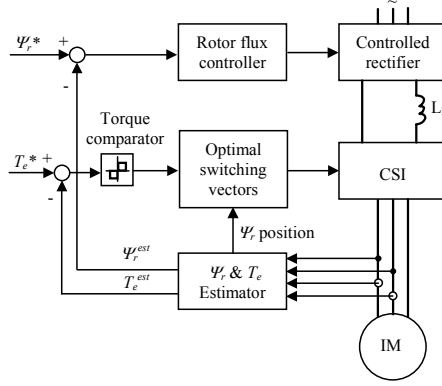 ~
Ψr* + Rotor flux controller Controlled rectifier
-
L
Torque comparator
Te* + Optimal switching vectors CSI
-
Ψr position
Ψr^est
Te^est
Ψr & Te Estimator
IM